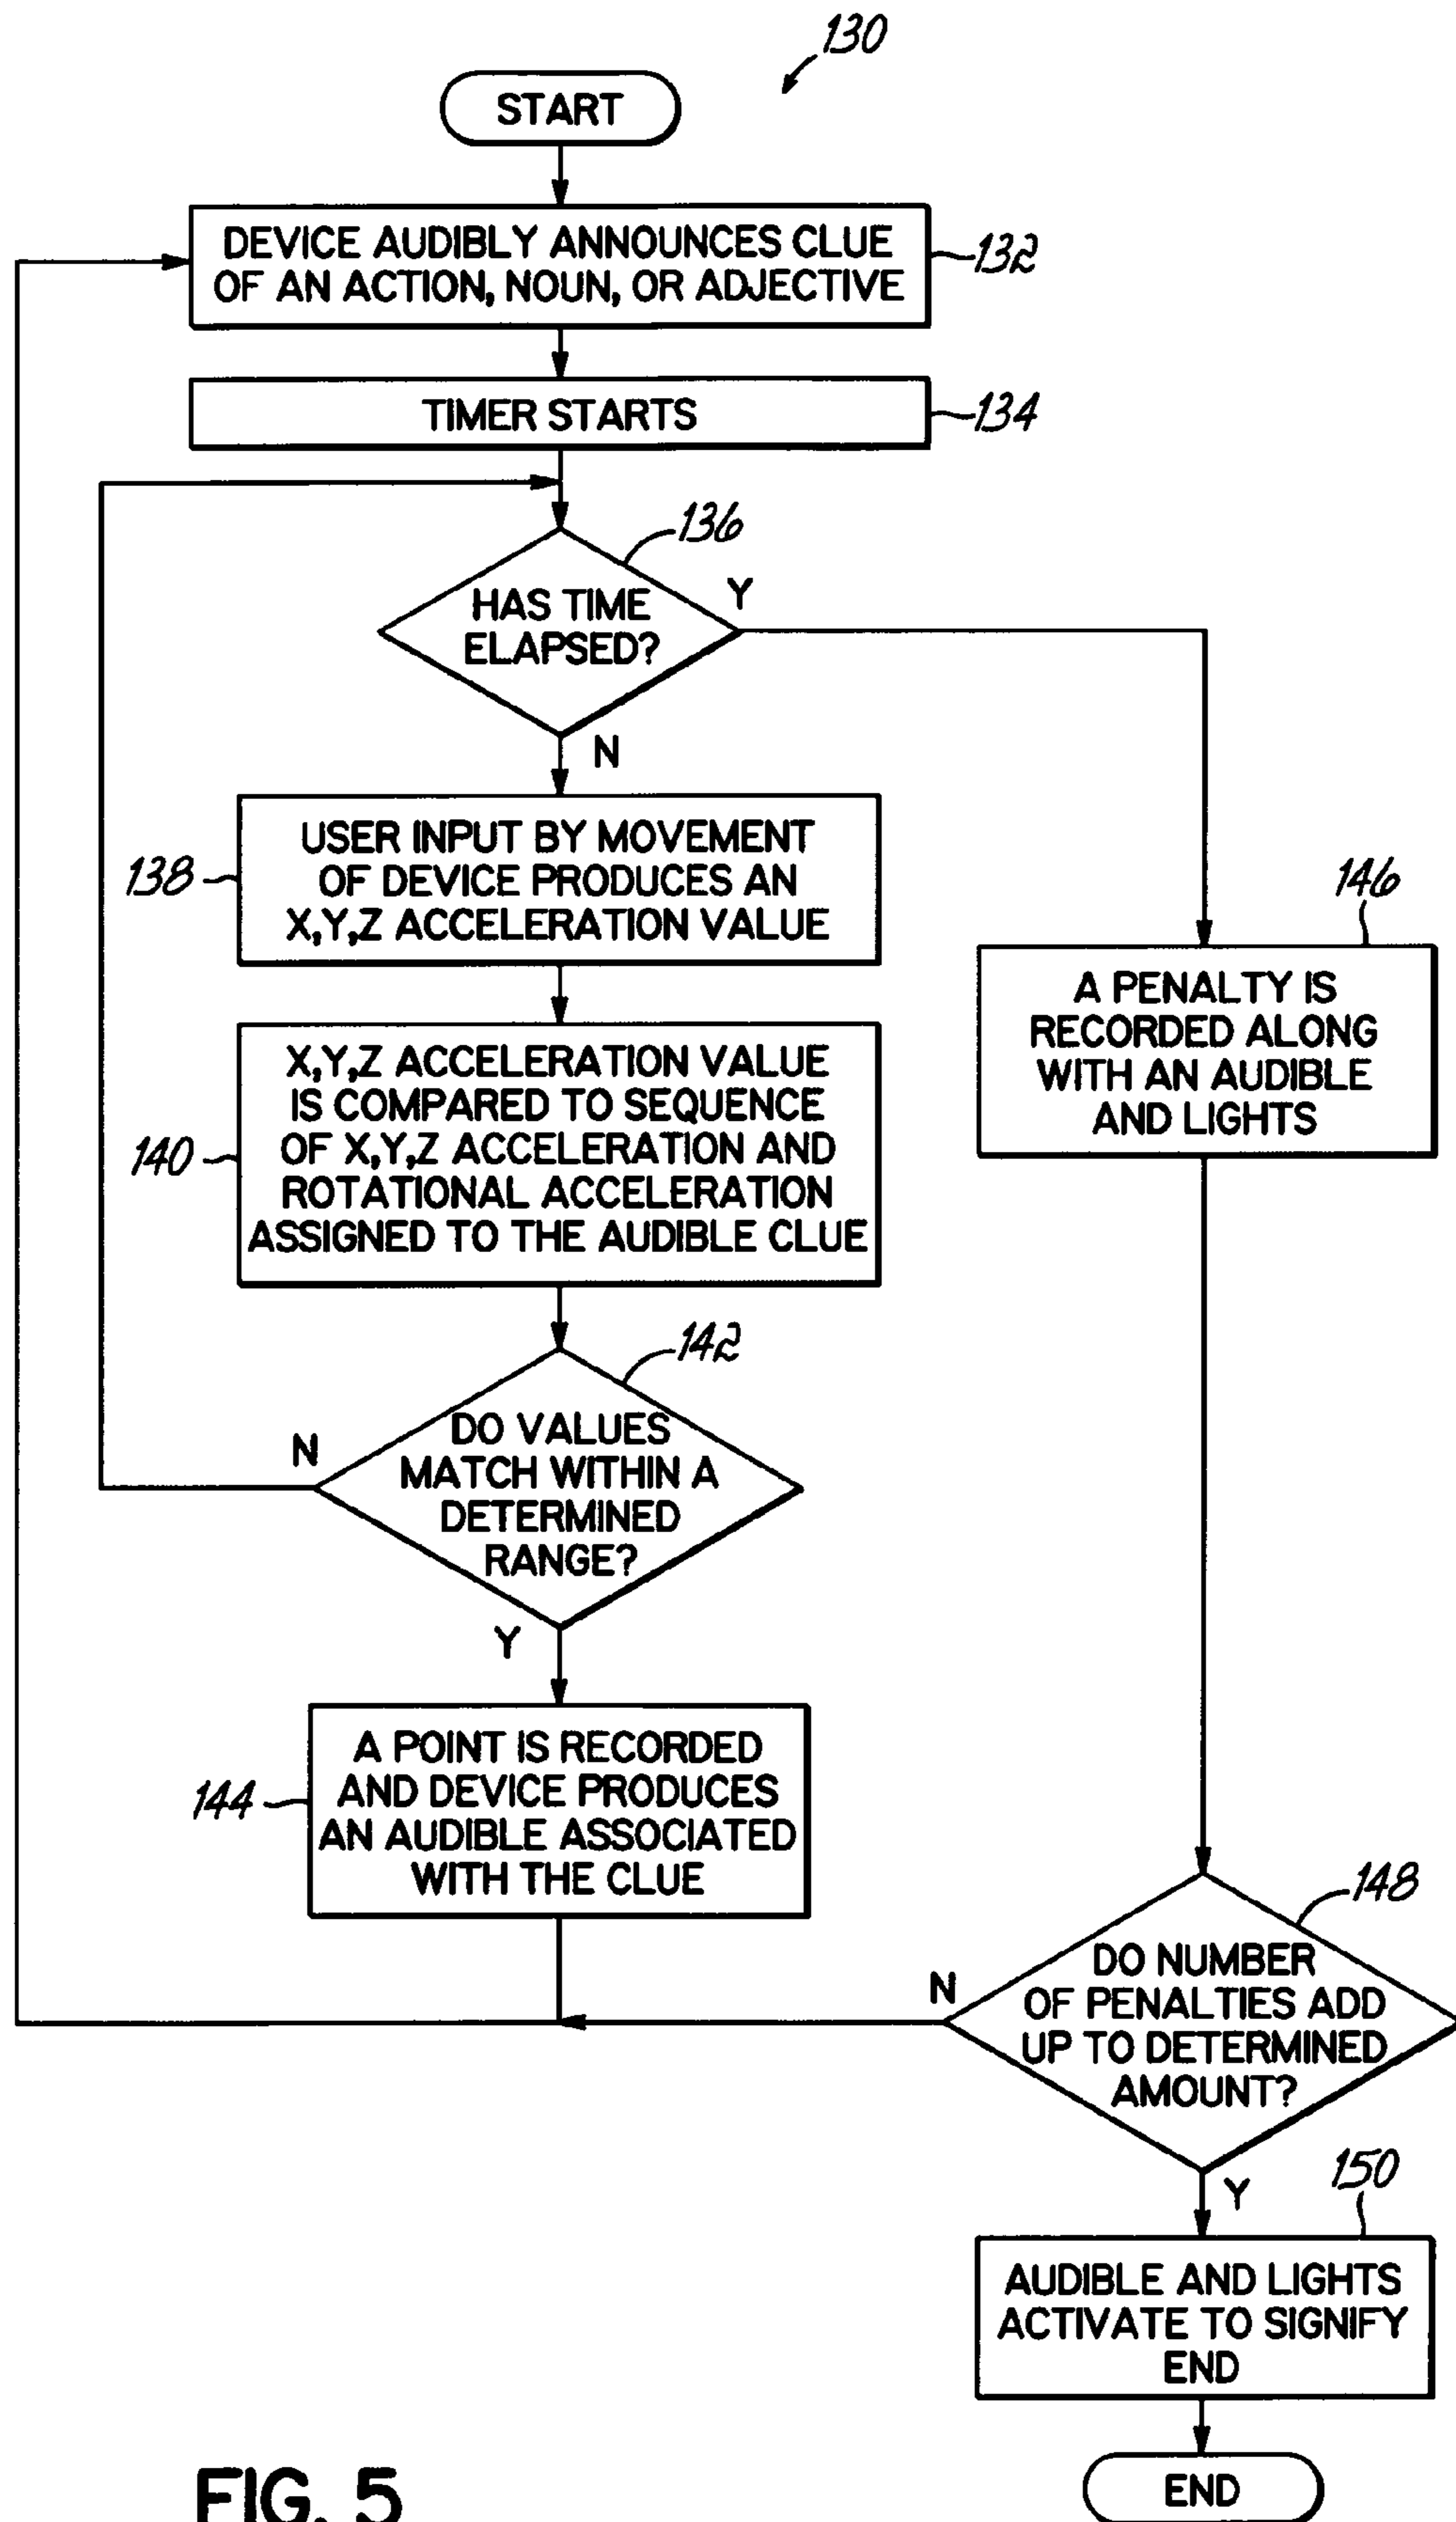 130
START
DEVICE AUDIBLY ANNOUNCES CLUE
OF AN ACTION, NOUN, OR ADJECTIVE
132
TIMER STARTS
134
136
HAS TIME
ELAPSED?
Y
N
USER INPUT BY MOVEMENT
OF DEVICE PRODUCES AN
X,Y,Z ACCELERATION VALUE
138
146
A PENALTY IS
RECORDED ALONG
WITH AN AUDIBLE
AND LIGHTS
X,Y,Z ACCELERATION VALUE
IS COMPARED TO SEQUENCE
OF X,Y,Z ACCELERATION AND
ROTATIONAL ACCELERATION
ASSIGNED TO THE AUDIBLE CLUE
140
142
DO VALUES
MATCH WITHIN A
DETERMINED
RANGE?
N
Y
A POINT IS RECORDED
AND DEVICE PRODUCES
AN AUDIBLE ASSOCIATED
WITH THE CLUE
144
148
DO NUMBER
OF PENALTIES ADD
UP TO DETERMINED
AMOUNT?
N
Y
150
AUDIBLE AND LIGHTS
ACTIVATE TO SIGNIFY
END
END
FIG. 5